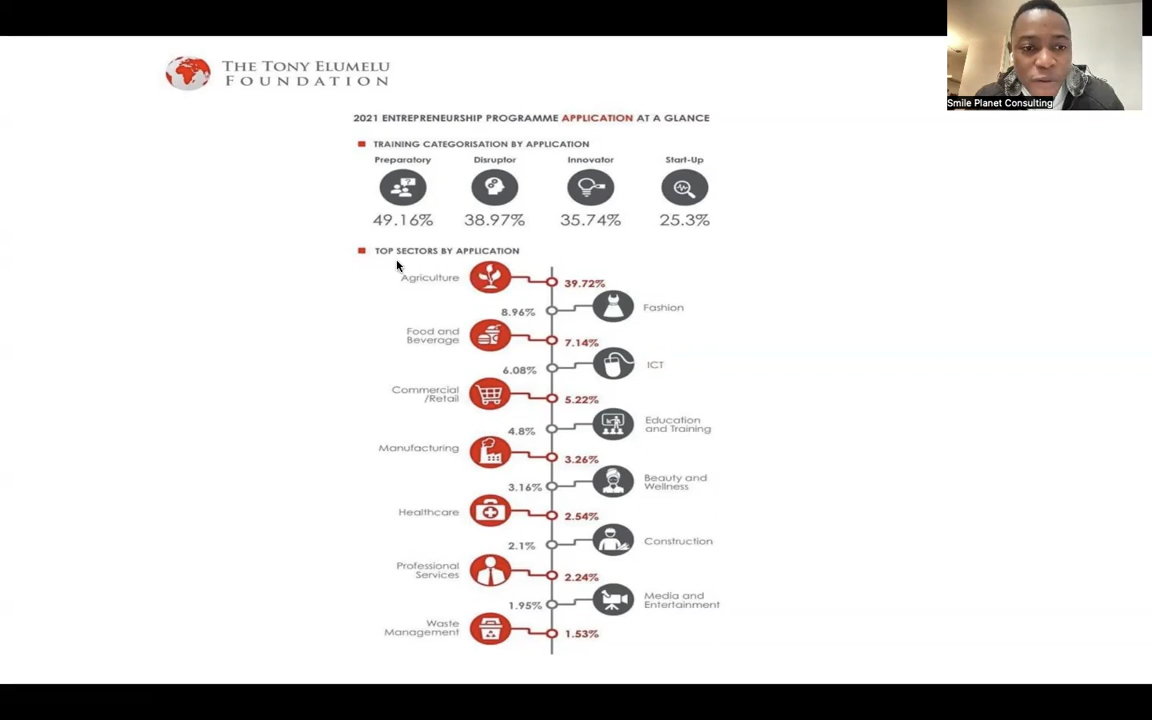 THE TONY ELUMELU
FOUNDATION
Smile Planet Consulting
2021 ENTREPRENEURSHIP PROGRAMME APPLICATION AT A GLANCE
TRAINING CATEGORISATION BY APPLICATION
Preparatory Disruptor Innovator Start-Up
49.16% 38.97% 35.74% 25.3%
TOP SECTORS BY APPLICATION
Agriculture 39.72%
8.96% Fashion
Food and
Beverage 7.14%
6.08% ICT
Commercial
/Retail 5.22%
4.8% Education
and Training
Manufacturing 3.26%
3.16% Beauty and
Wellness
Healthcare 2.54%
2.1% Construction
Professional
Services 2.24%
1.95% Media and
Entertainment
Waste
Management 1.53%